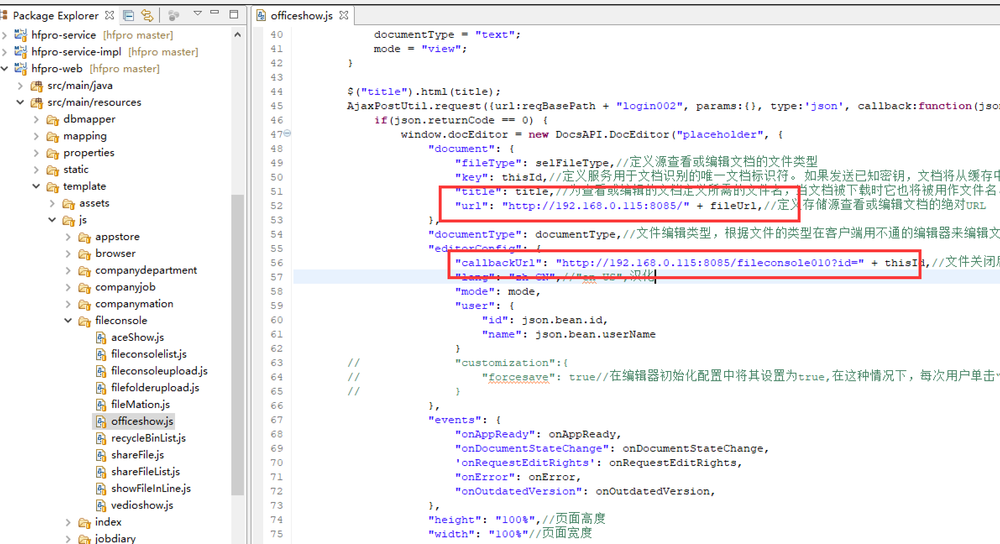 Package Explorer
hfpro-service [hfpro master]
hfpro-service-impl [hfpro master]
hfpro-web [hfpro master]
src/main/java
src/main/resources
dbmapper
mapping
properties
static
template
assets
js
appstore
browser
companydepartment
companyjob
companymation
fileconsole
aceShow.js
fileconsolelist.js
fileconsoleupload.js
filefolderupload.js
fileMation.js
officeshow.js
recycleBinList.js
shareFile.js
shareFileList.js
showFileInLine.js
vedioshow.js
index
jobdiary
officeshow.js
40 documentType = "text";
41 mode = "view";
42 }
43
44 $("title").html(title);
45 AjaxPostUtil.request({url:reqBasePath + "login002", params:{}, type:'json', callback:function(json
46 if(json.returnCode == 0) {
47 window.docEditor = new DocsAPI.DocEditor("placeholder", {
48 "document": {
49 "fileType": selFileType,//定义源查看或编辑文档的文件类型
50 "key": thisId,//定义服务用于文档识别的唯一文档标识符。如果发送已知密钥，文档将从缓存中
51 "title": title,//为查看或编辑的文档定义所需的文件名，当文档被下载时它也将被用作文件名
52 "url": "http://192.168.0.115:8085/" + fileUrl,//定义存储源查看或编辑文档的绝对URL
53 },
54 "documentType": documentType,//文件编辑类型，根据文件的类型在客户端用不通的编辑器来编辑文
55 "editorConfig": {
56 "callbackUrl": "http://192.168.0.115:8085/fileconsole010?id=" + thisId,//文件关闭后
57 "lang": "zh_CN",//"en_US",汉化
58 "mode": mode,
59 "user": {
60 "id": json.bean.id,
61 "name": json.bean.userName
62 }
63 // "customization":{
64 // "forcesave": true//在编辑器初始化配置中将其设置为true,在这种情况下，每次用户单击"
65 // }
66 },
67 "events": {
68 "onAppReady": onAppReady,
69 "onDocumentStateChange": onDocumentStateChange,
70 'onRequestEditRights': onRequestEditRights,
71 "onError": onError,
72 "onOutdatedVersion": onOutdatedVersion,
73 },
74 "height": "100%",//页面高度
75 "width": "100%"//页面宽度